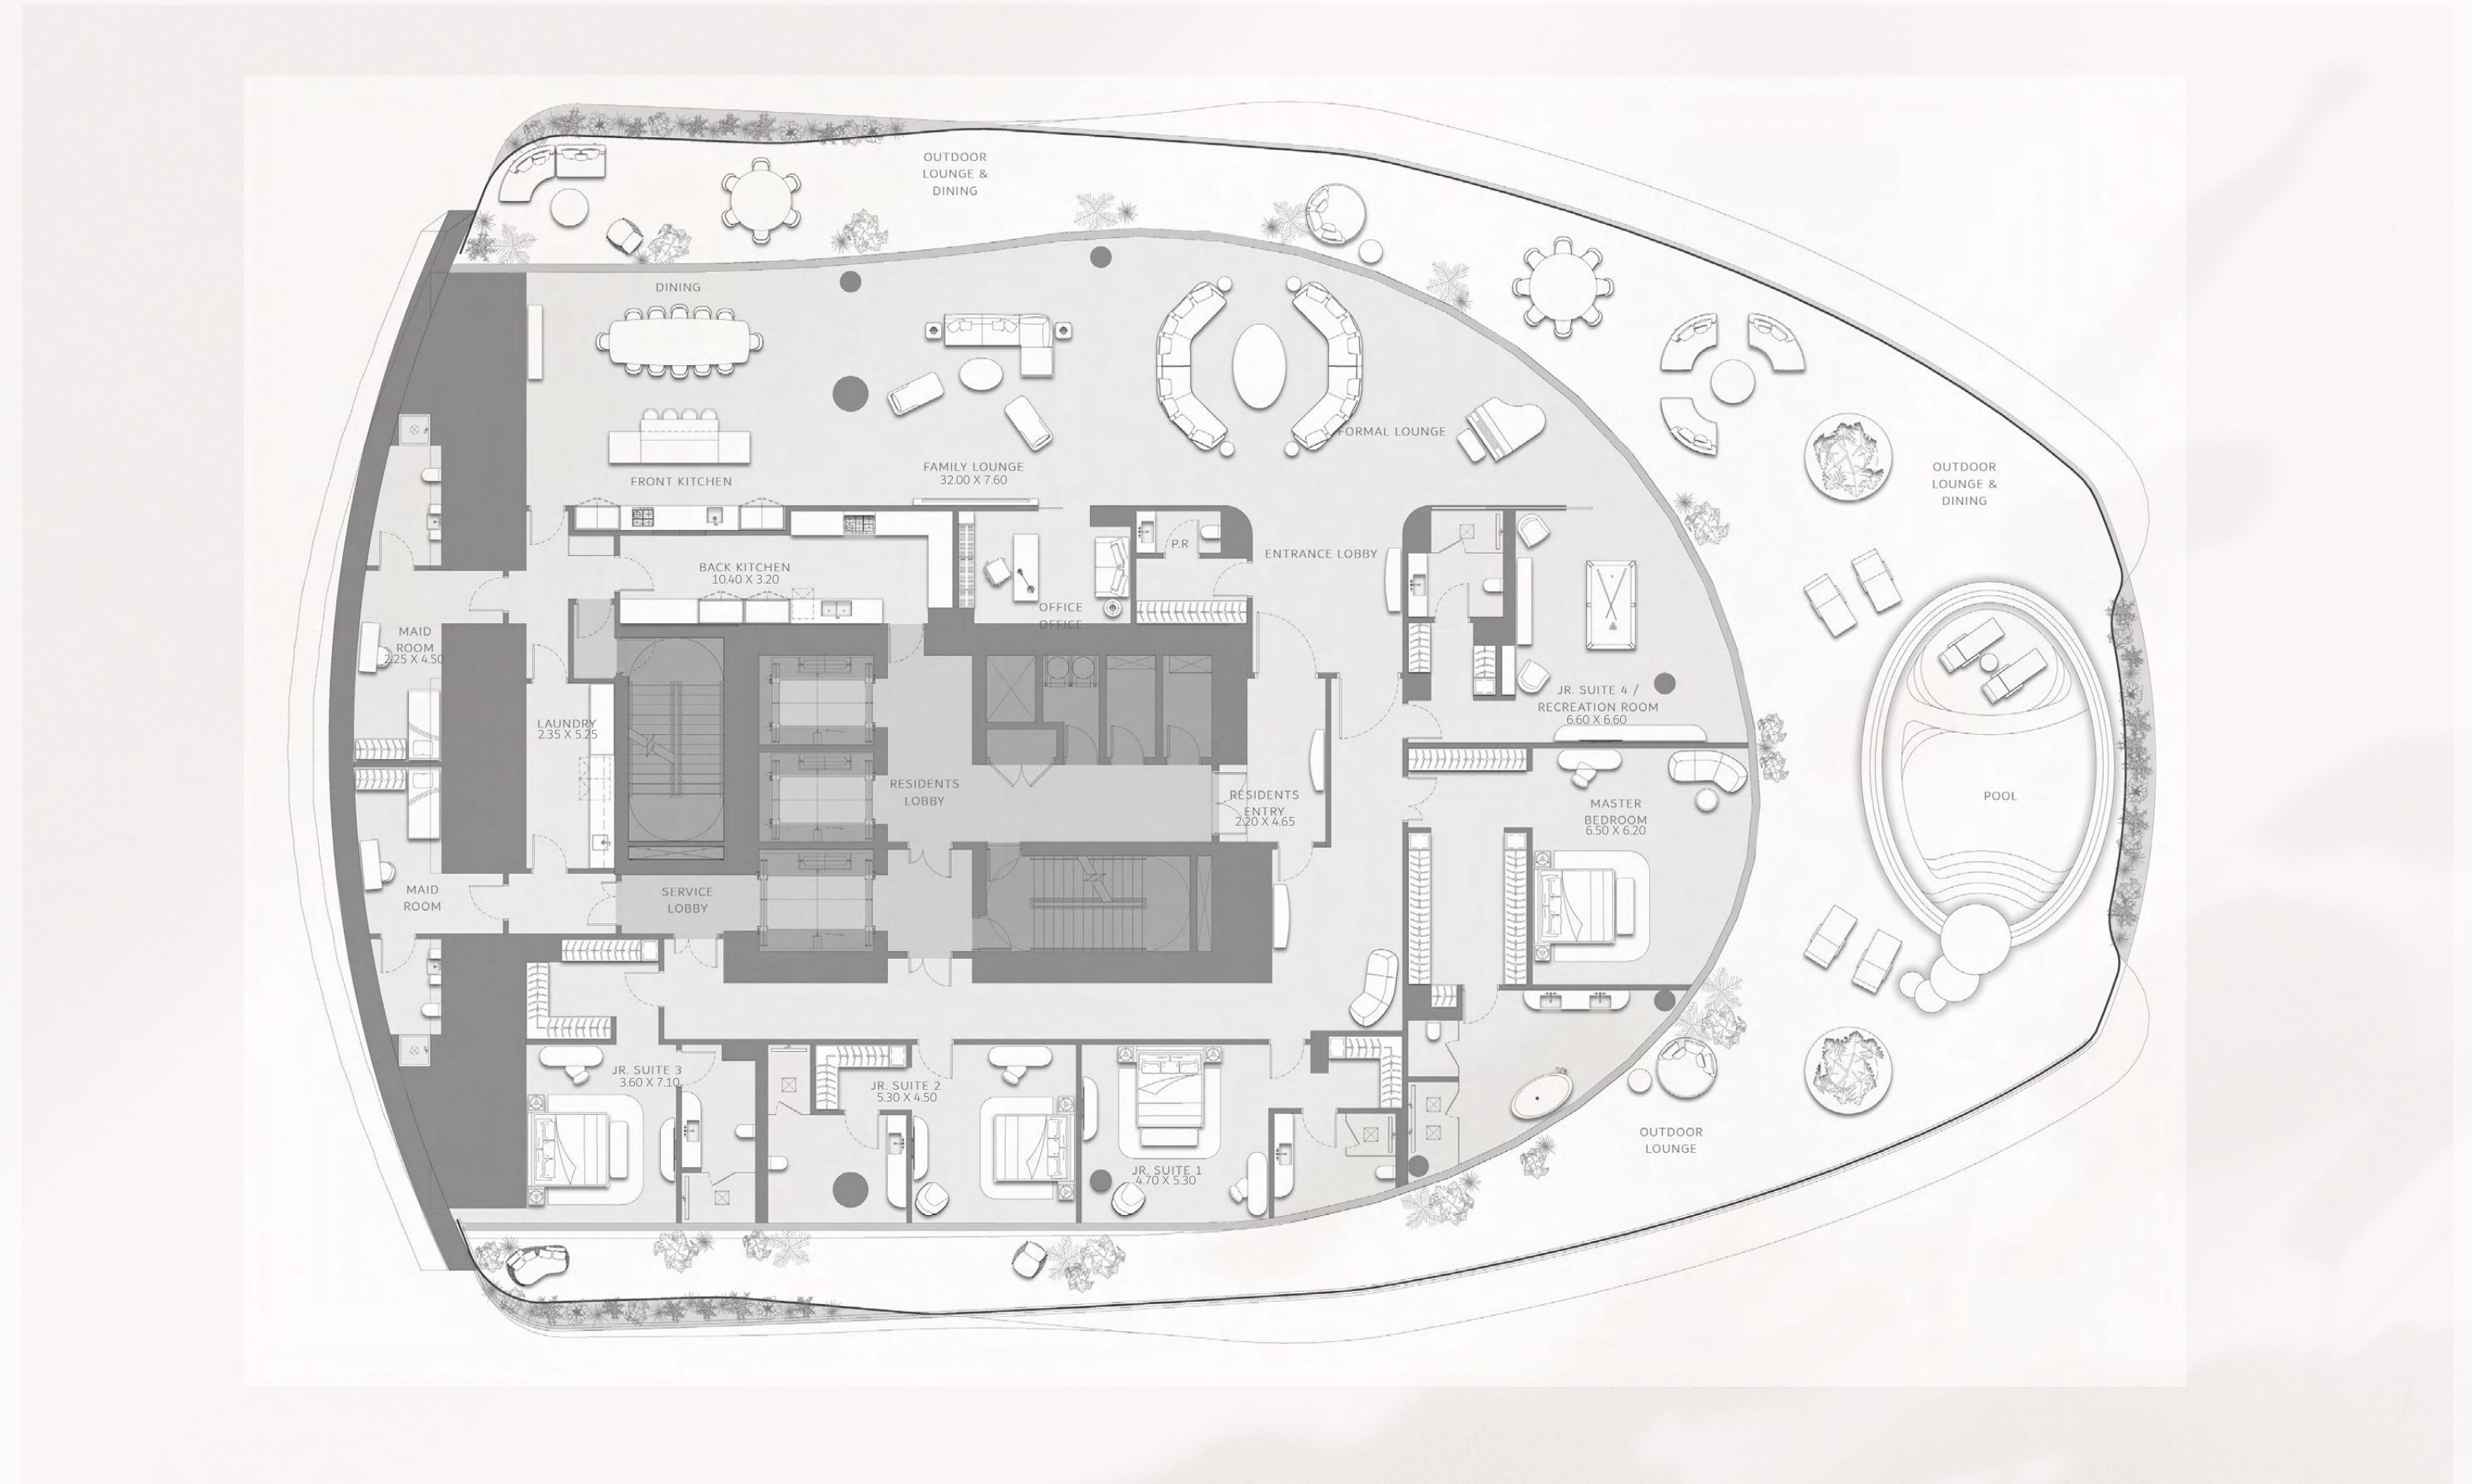 OUTDOOR
LOUNGE &
DINING
DINING
FORMAL LOUNGE
FAMILY LOUNGE
32.00 X 7.60
FRONT KITCHEN
OUTDOOR
LOUNGE &
DINING
P.R
ENTRANCE LOBBY
BACK KITCHEN
10.40 X 3.20
OFFICE
OFFICE
MAID
ROOM
2.25 X 4.50
JR. SUITE 4 /
RECREATION ROOM
6.60 X 6.60
LAUNDRY
2.35 X 5.25
RESIDENTS
LOBBY
RESIDENTS
ENTRY
2.20 X 4.65
MASTER
BEDROOM
6.50 X 6.20
POOL
MAID
ROOM
SERVICE
LOBBY
JR. SUITE 3
3.60 X 7.10
JR. SUITE 2
5.30 X 4.50
JR. SUITE 1
4.70 X 5.30
OUTDOOR
LOUNGE